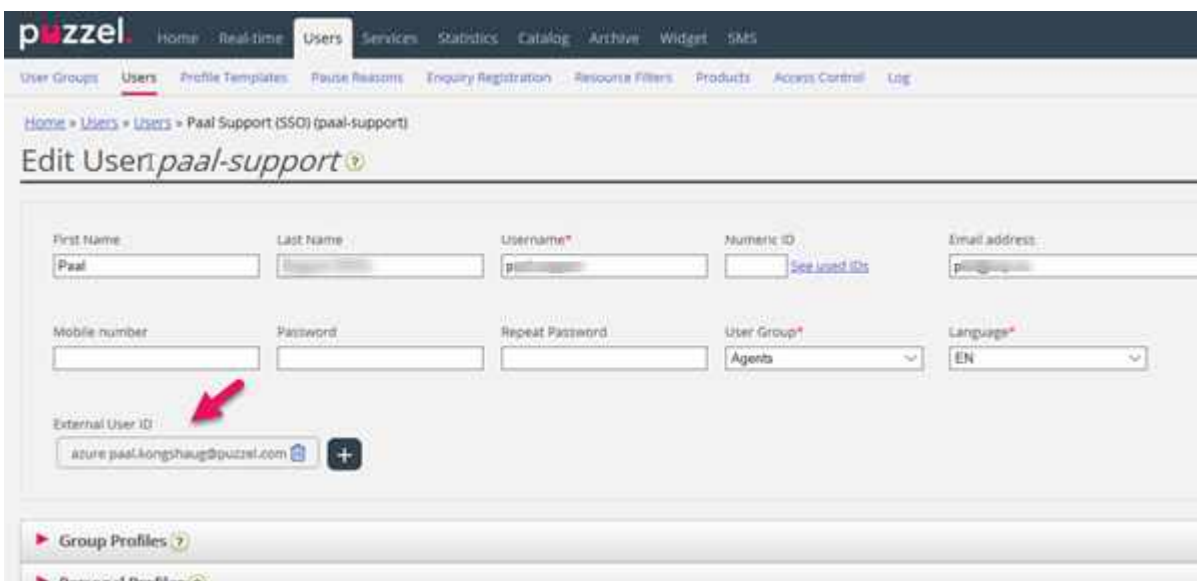 puzzel.
Home Real-time Users Services Statistics Catalog Archive Widget SMS
User Groups Users Profile Templates Pause Reasons Enquiry Registration Resource Filters Products Access Control Log
Home » Users » Users » Paal Support (SSO) (paal-support)
Edit User paal-support ?
First Name Last Name Username* Numeric ID Email address
Paal See used IDs
Mobile number Password Repeat Password User Group* Language*
Agents EN
External User ID
azure paal.kongshaug@puzzel.com +
Group Profiles ?
Personal Profiles ?